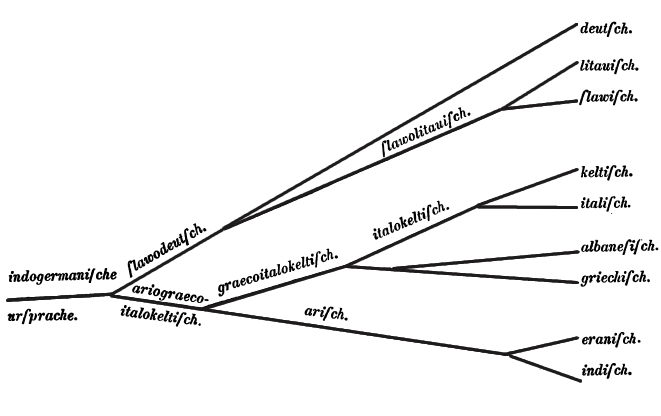 deutſch.
litauiſch.
ſlawiſch.
ſlawolitauiſch.
keltiſch.
italiſch.
italokeltiſch.
ſlawodeutſch.
albaneſiſch.
graecoitalokeltiſch.
griechiſch.
indogermaniſche
urſprache.
ariograeco-
italokeltiſch.
ariſch.
eraniſch.
indiſch.